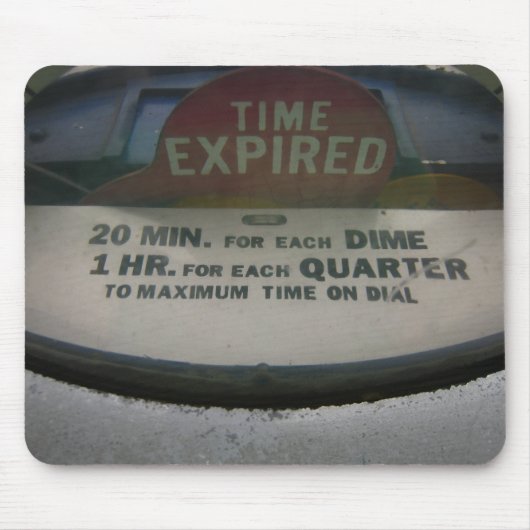 TIME
EXPIRED
20 MIN. FOR EACH DIME
1 HR. FOR EACH QUARTER
TO MAXIMUM TIME ON DIAL